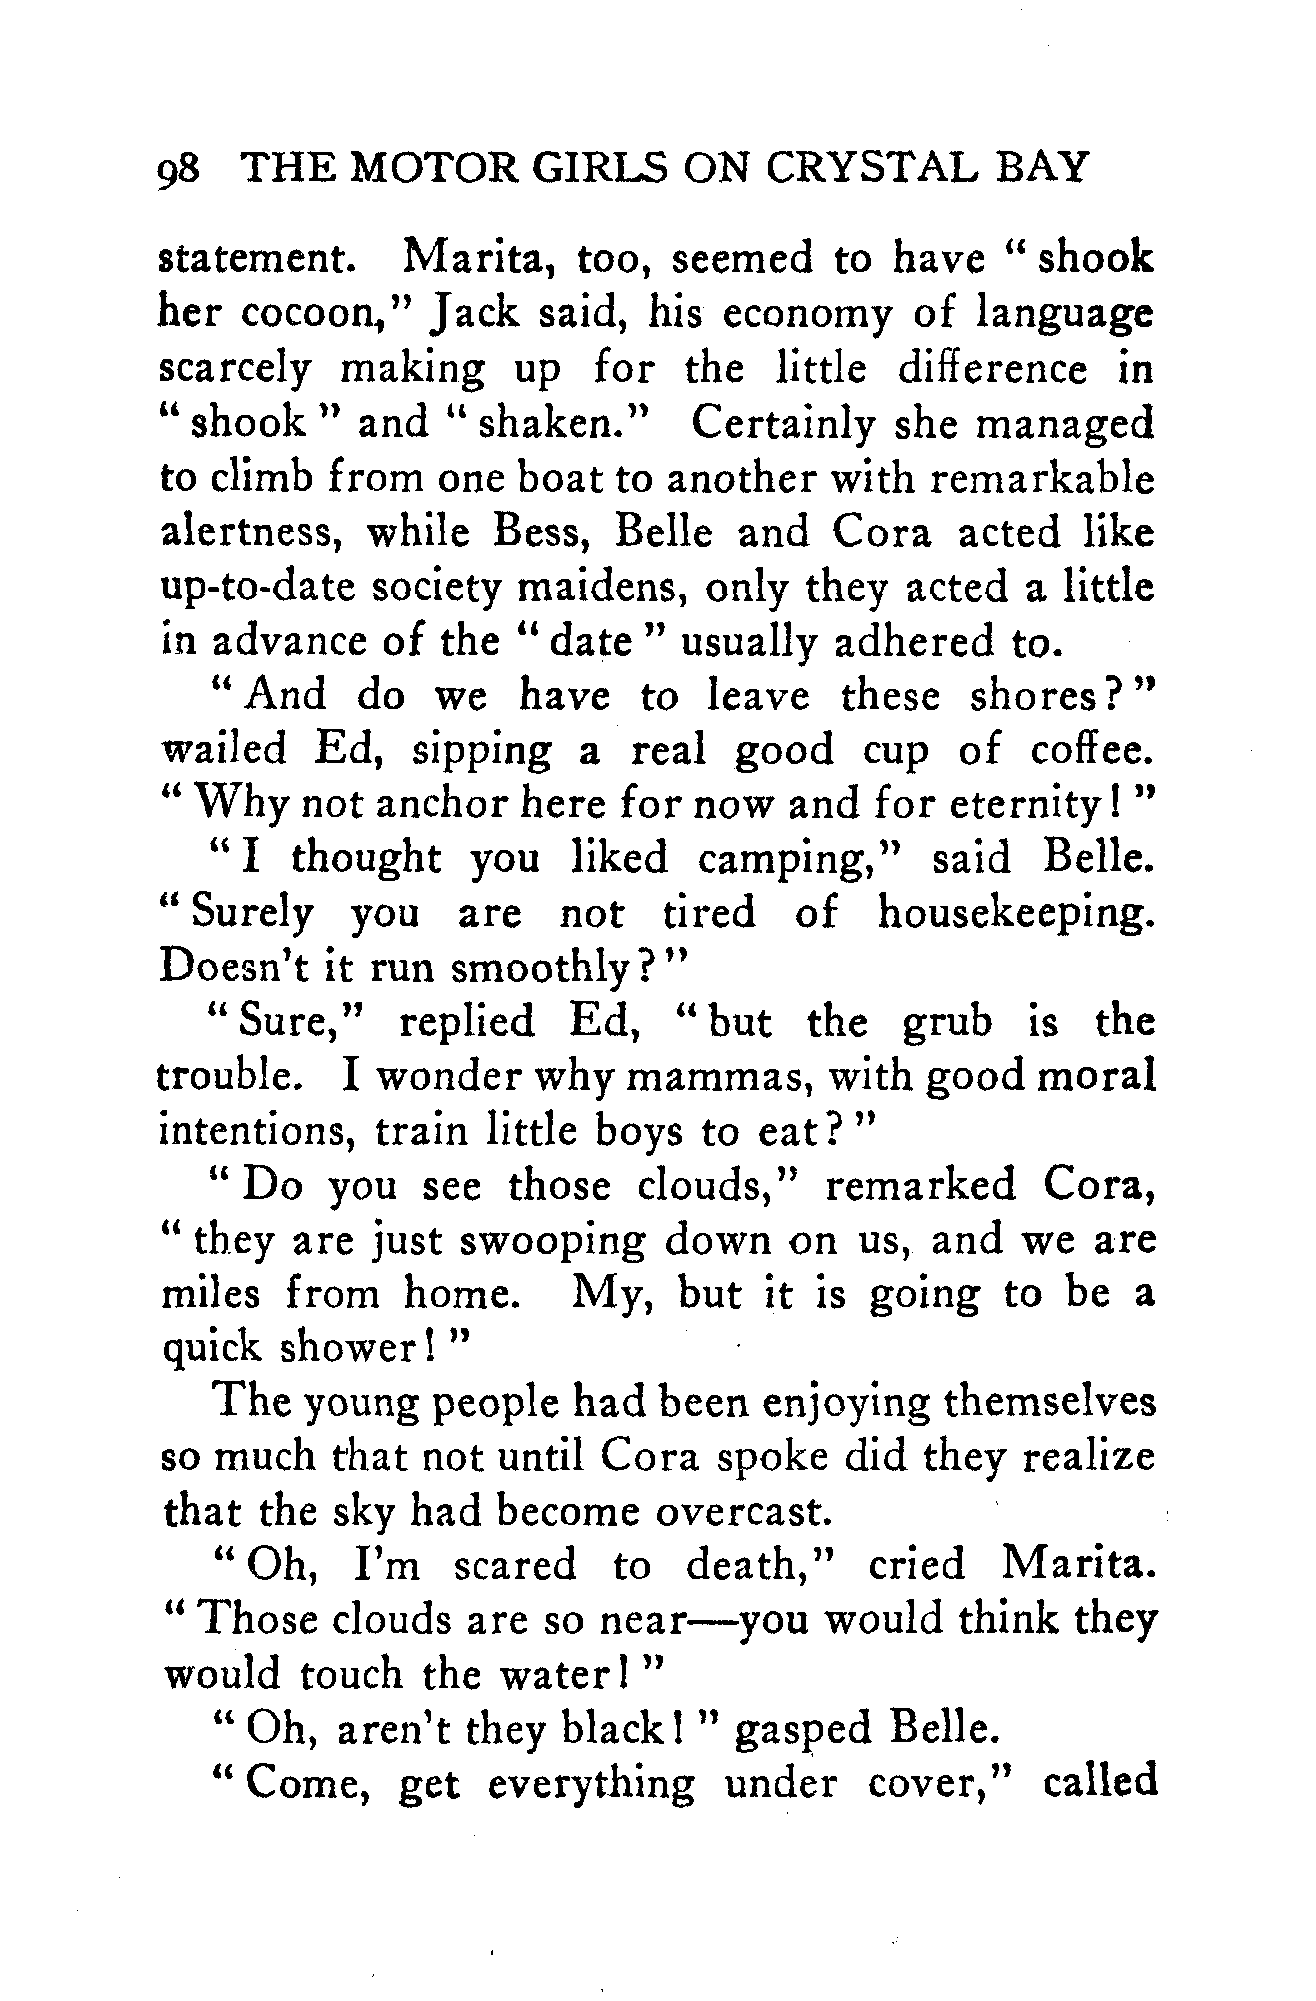 98 THE MOTOR GIRLS ON CRYSTAL BAY
statement. Marita, too, seemed to have “ shook
her cocoon,” Jack said, his economy of language
scarcely making up for the little difference in
“ shook ” and “ shaken.” Certainly she managed
to climb from one boat to another with remarkable
alertness, while Bess, Belle and Cora acted like
up-to-date society maidens, only they acted a little
in advance of the “ date ” usually adhered to.
“ And do we have to leave these shores? ”
wailed Ed, sipping a real good cup of coffee.
“ Why not anchor here for now and for eternity! ”
“ I thought you liked camping,” said Belle.
“ Surely you are not tired of housekeeping.
Doesn't it run smoothly? ”
“ Sure,” replied Ed, “ but the grub is the
trouble. I wonder why mammas, with good moral
intentions, train little boys to eat? ”
“ Do you see those clouds,” remarked Cora,
“ they are just swooping down on us, and we are
miles from home. My, but it is going to be a
quick shower! ”
The young people had been enjoying themselves
so much that not until Cora spoke did they realize
that the sky had become overcast.
“ Oh, I'm scared to death,” cried Marita.
“ Those clouds are so near—you would think they
would touch the water! ”
“ Oh, aren't they black! ” gasped Belle.
“ Come, get everything under cover,” called